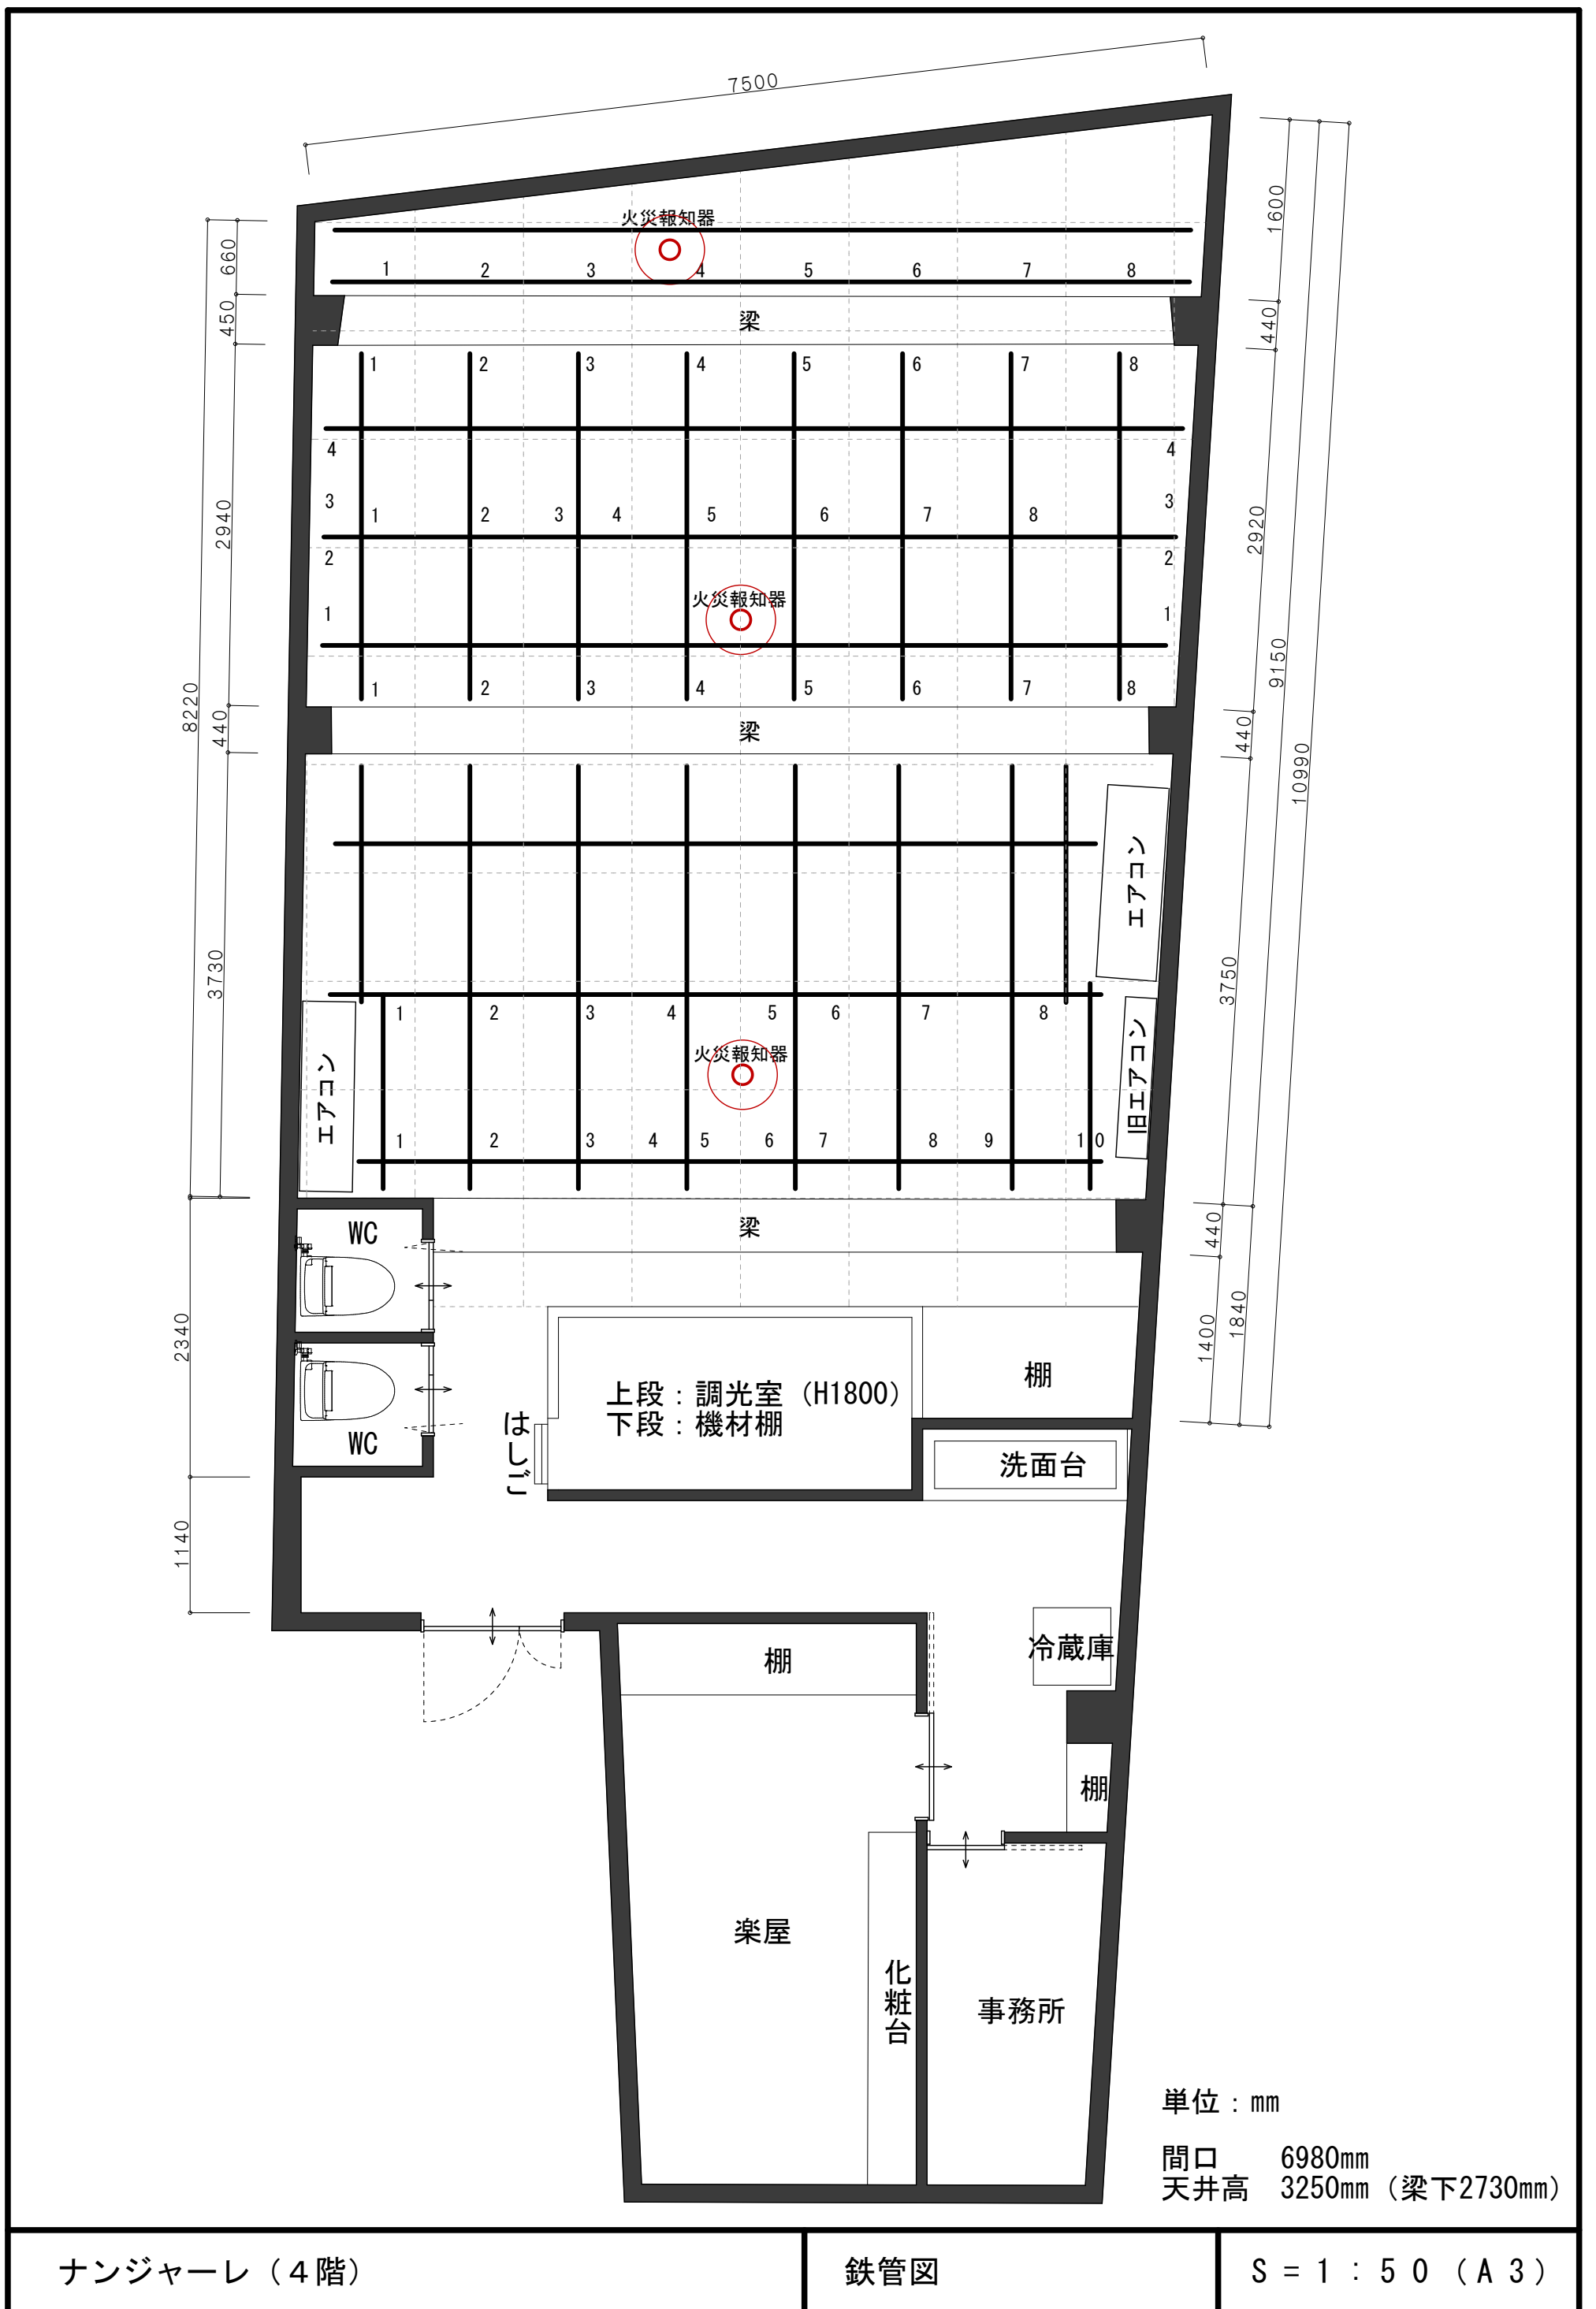 7500
火災報知器
1 2 3 4 5 6 7 8
660
1600
梁
450
440
1 2 3 4 5 6 7 8
4 4
3 3
1 2 3 4 5 6 7 8
2940
2920
2 2
火災報知器
1 1
1 2 3 4 5 6 7 8
8220
9150
440
梁
440
10990
エアコン
3730
3750
1 2 3 4 5 6 7 8
火災報知器
エアコン
旧エアコン
1 2 3 4 5 6 7 8 9 10
WC
梁
440
2340
1400
1840
上段：調光室（H1800）
下段：機材棚
棚
はしご
WC
洗面台
1140
棚
冷蔵庫
棚
楽屋
化粧台
事務所
単位：mm
間口 6980mm
天井高 3250mm（梁下2730mm）
ナンジャーレ（４階） 鉄管図 S＝１：５０（A３）